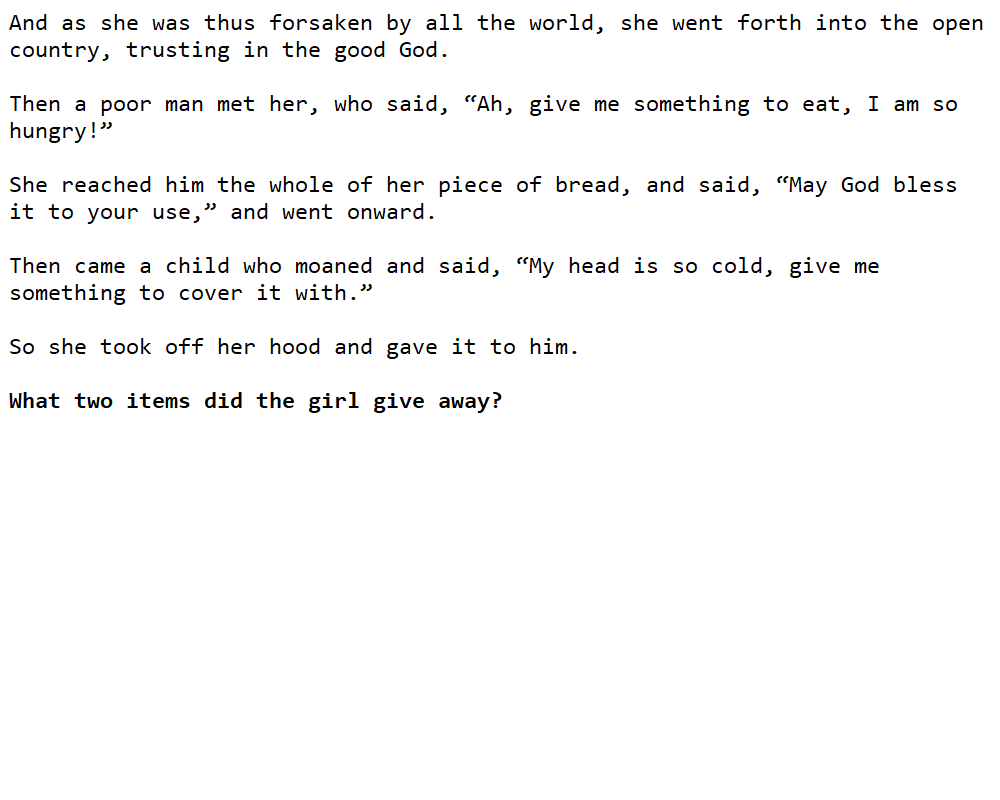 And as she was thus forsaken by all the world, she went forth into the open
country, trusting in the good God.
Then a poor man met her, who said, “Ah, give me something to eat, I am so
hungry!”
She reached him the whole of her piece of bread, and said, “May God bless
it to your use,” and went onward.
Then came a child who moaned and said, “My head is so cold, give me
something to cover it with.”
So she took off her hood and gave it to him.
What two items did the girl give away?